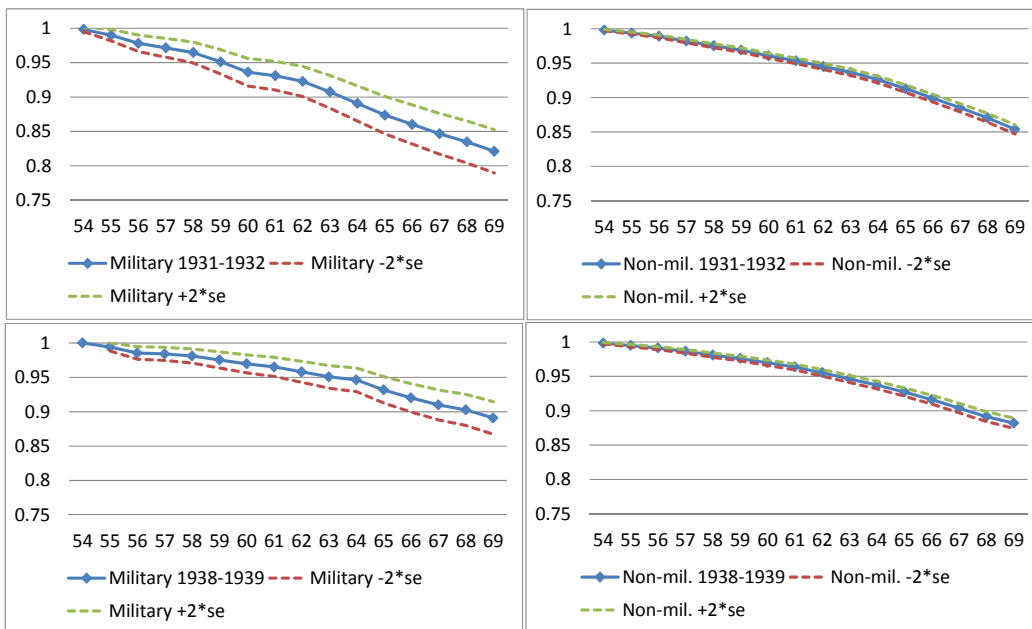 1
0.95
0.9
0.85
0.8
0.75
54 55 56 57 58 59 60 61 62 63 64 65 66 67 68 69
Military 1931-1932 Military -2*se
Military +2*se
1
0.95
0.9
0.85
0.8
0.75
54 55 56 57 58 59 60 61 62 63 64 65 66 67 68 69
Non-mil. 1931-1932 Non-mil. -2*se
Non-mil. +2*se
1
0.95
0.9
0.85
0.8
0.75
54 55 56 57 58 59 60 61 62 63 64 65 66 67 68 69
Military 1938-1939 Military -2*se
Military +2*se
1
0.95
0.9
0.85
0.8
0.75
54 55 56 57 58 59 60 61 62 63 64 65 66 67 68 69
Non-mil. 1938-1939 Non-mil. -2*se
Non-mil. +2*se